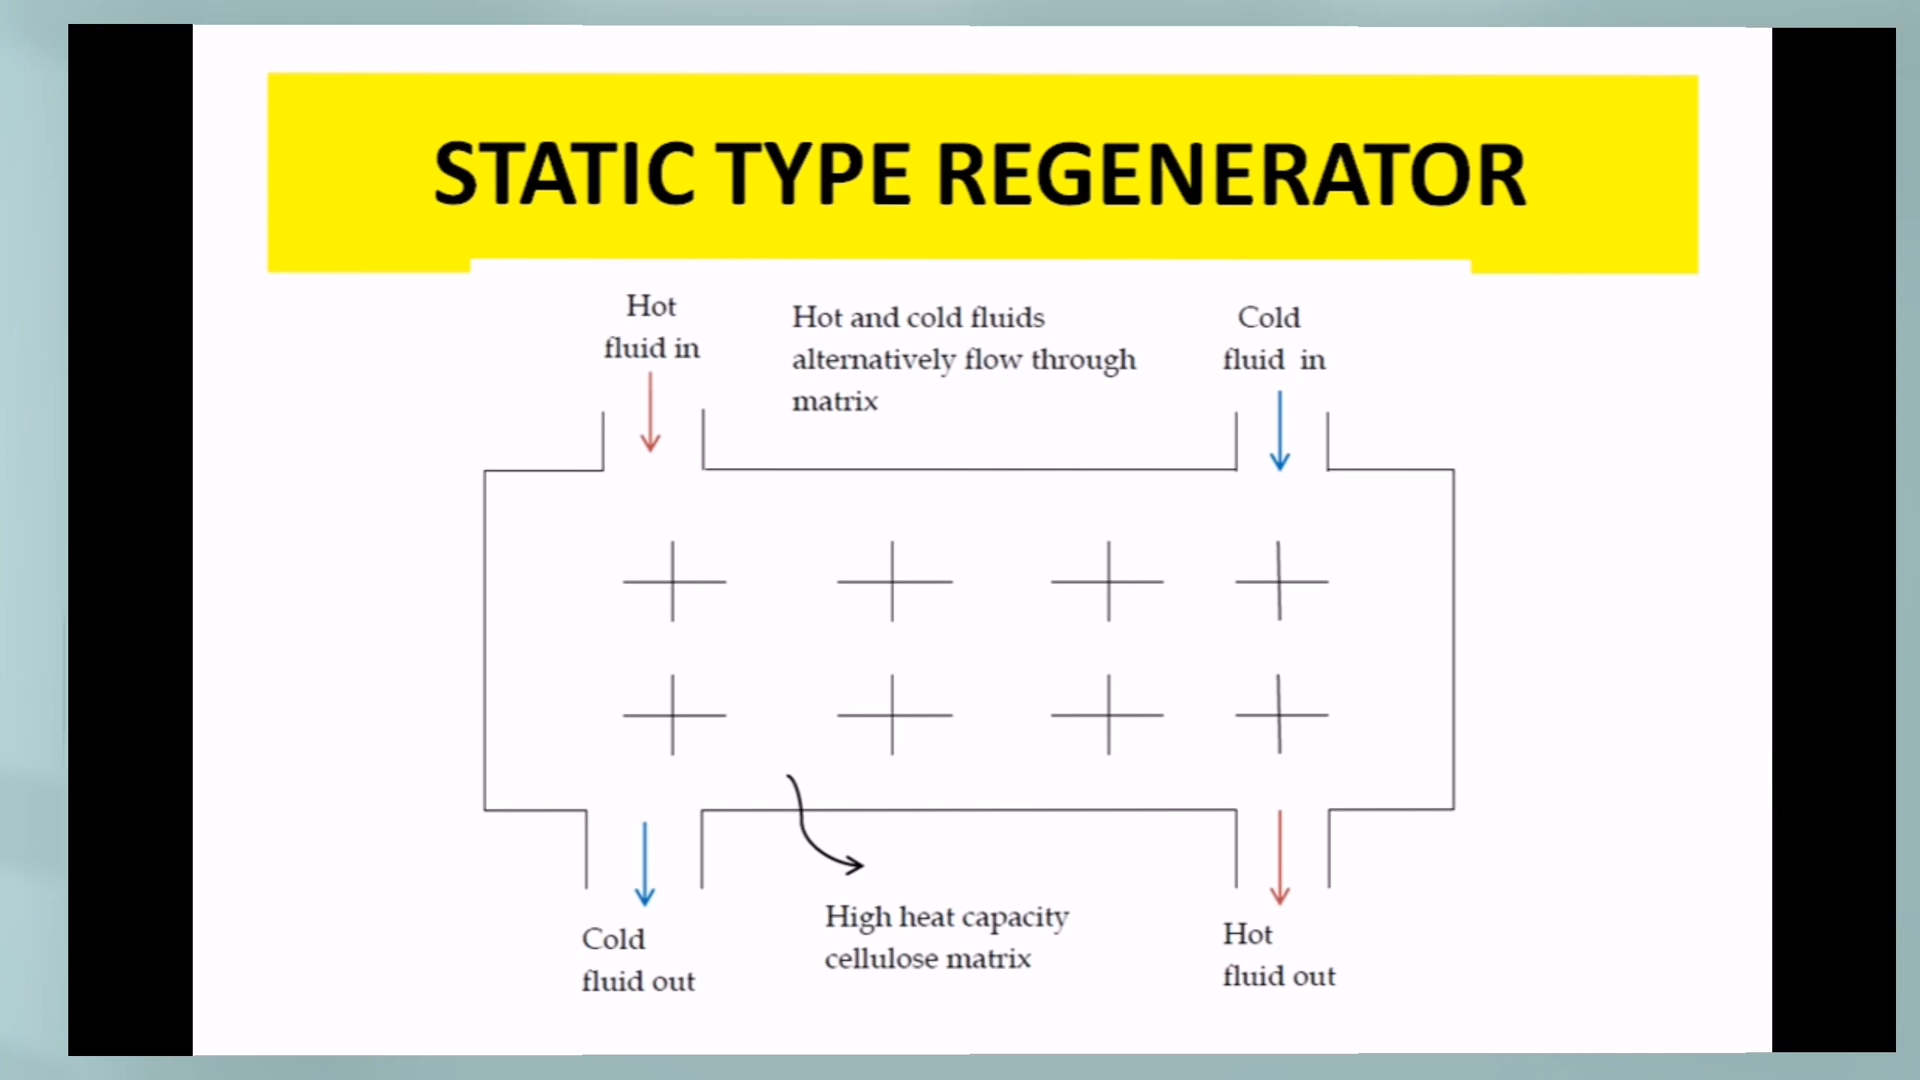 STATIC TYPE REGENERATOR
Hot
fluid in
Hot and cold fluids
alternatively flow through
matrix
Cold
fluid in
Cold
fluid out
High heat capacity
cellulose matrix
Hot
fluid out